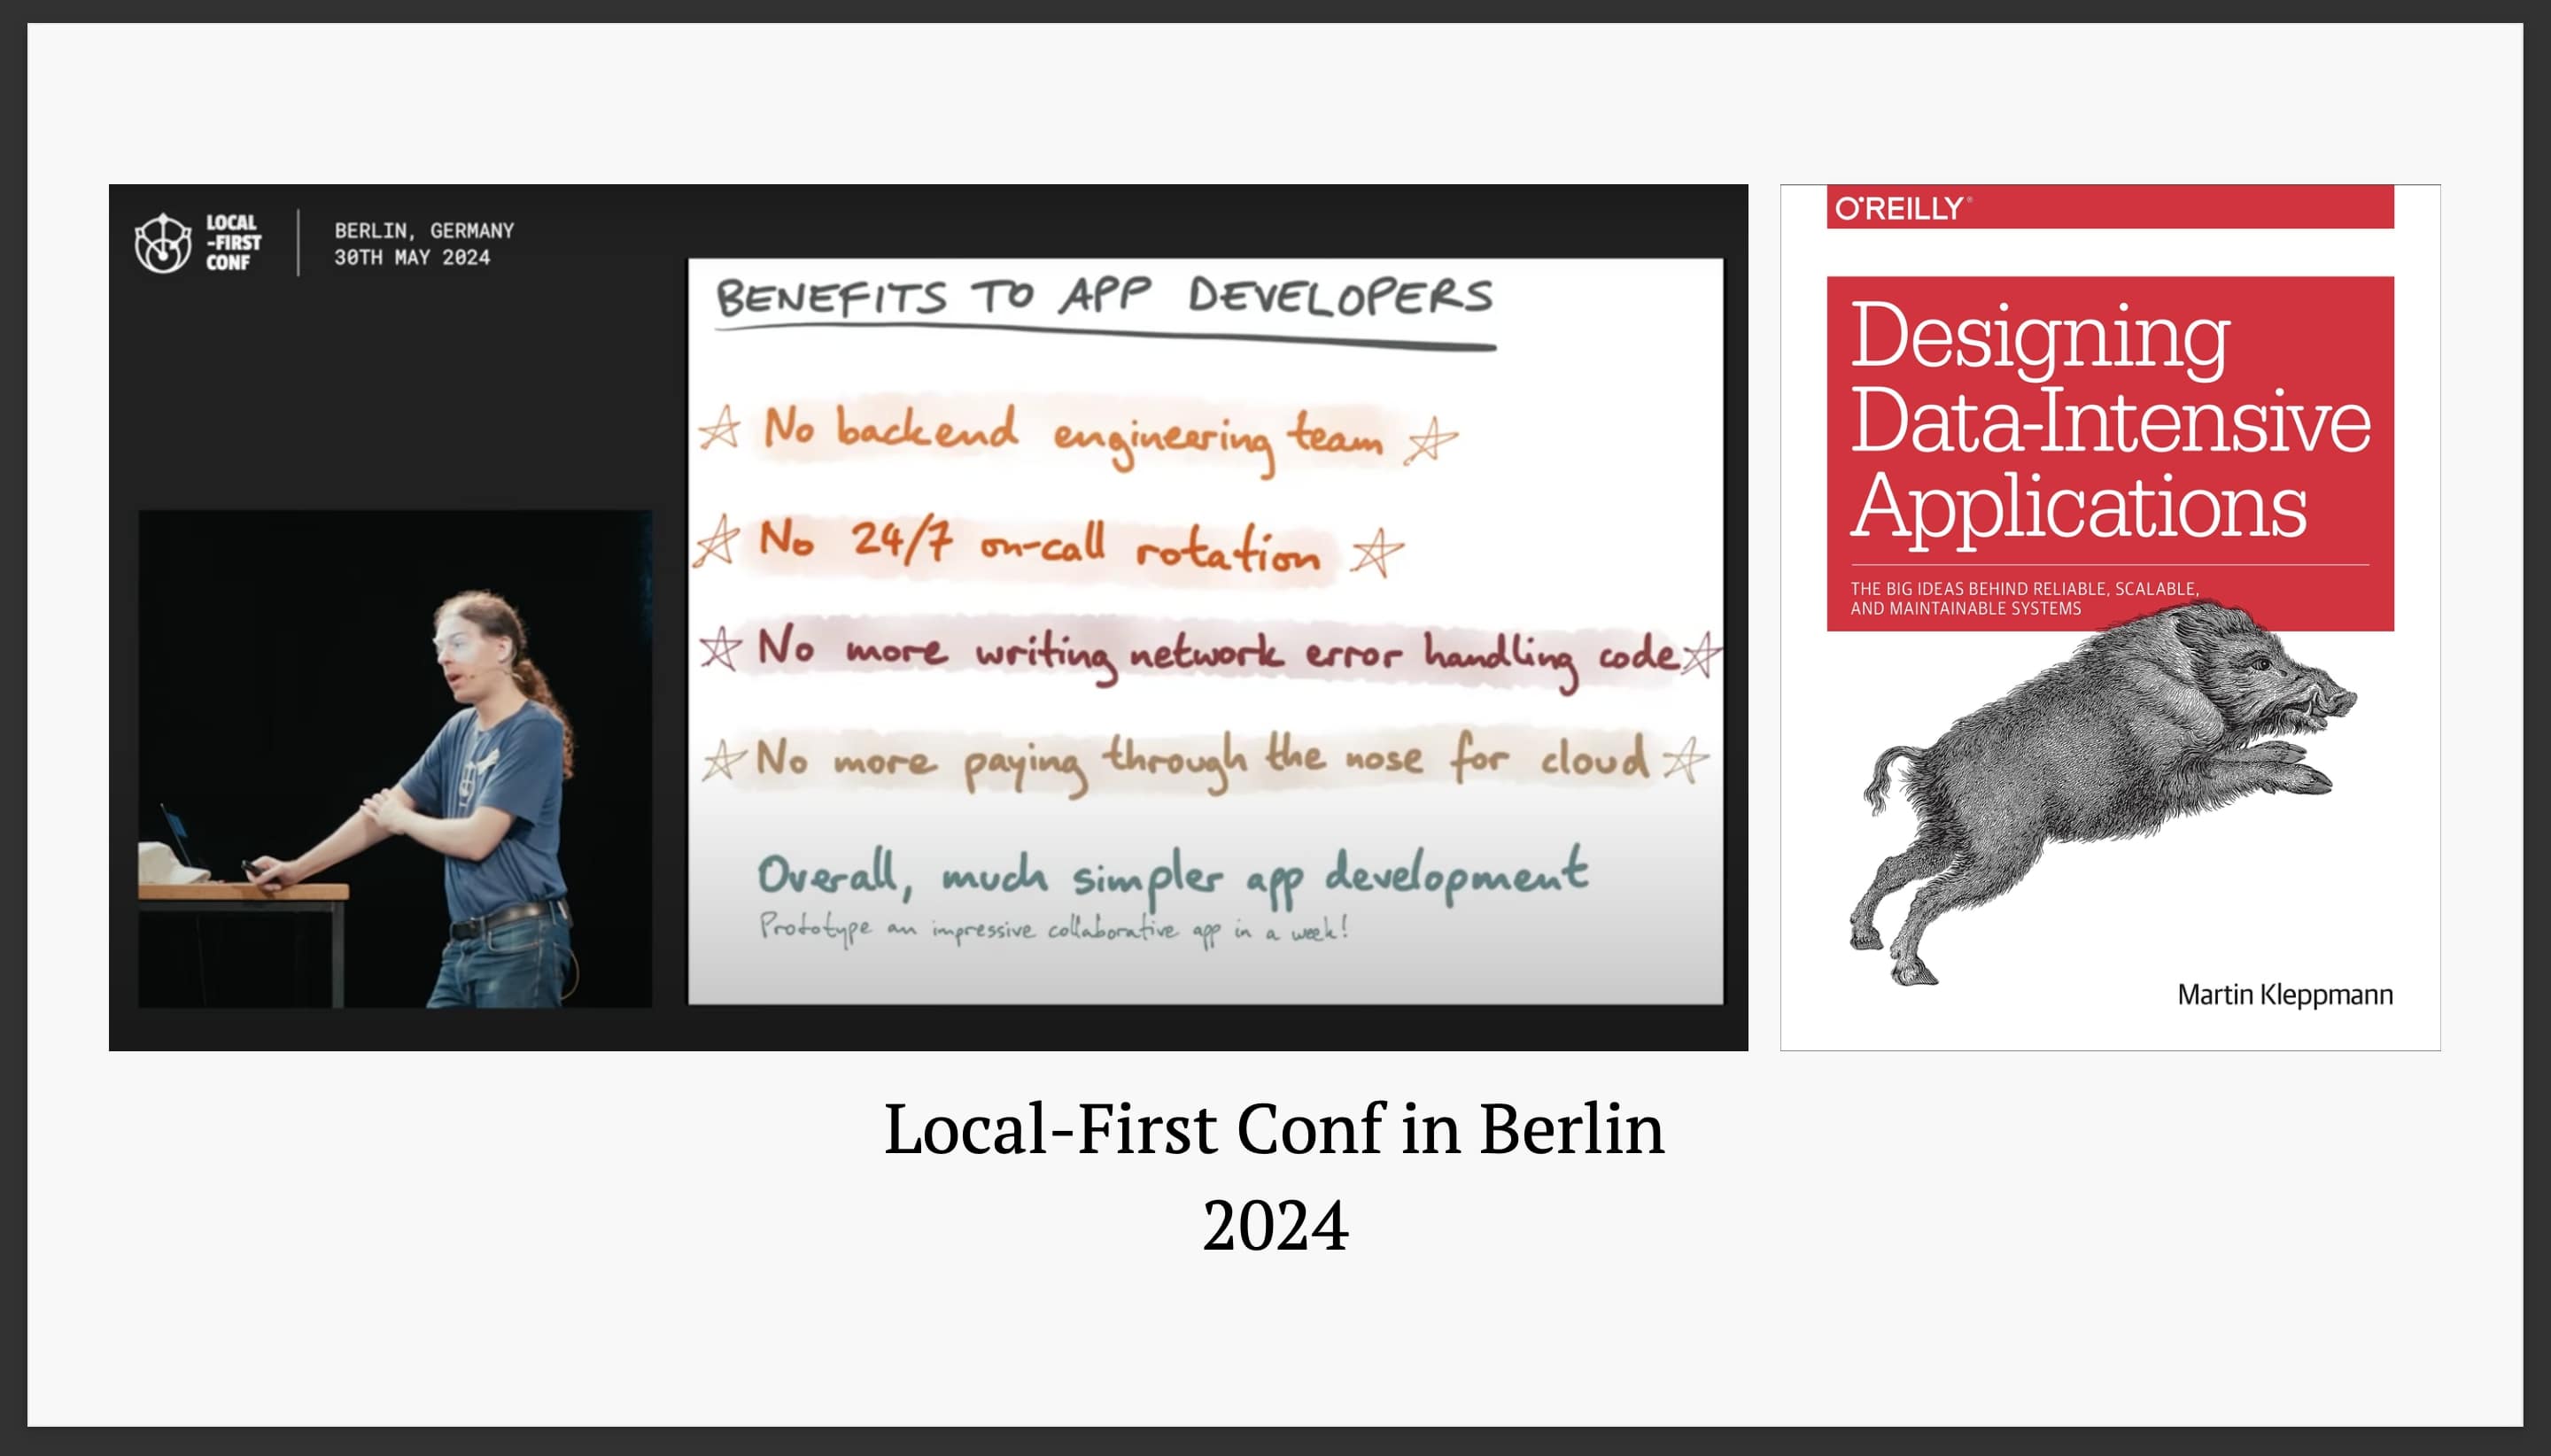 LOCAL
-FIRST
CONF
BERLIN, GERMANY
30TH MAY 2024
BENEFITS TO APP DEVELOPERS
No backend engineering team
No 24/7 on-call rotation
No more writing network error handling code
No more paying through the nose for cloud
Overall, much simpler app development
Prototype an impressive collaborative app in a week!
O'REILLY®
Designing
Data-Intensive
Applications
THE BIG IDEAS BEHIND RELIABLE, SCALABLE,
AND MAINTAINABLE SYSTEMS
Martin Kleppmann
Local-First Conf in Berlin
2024